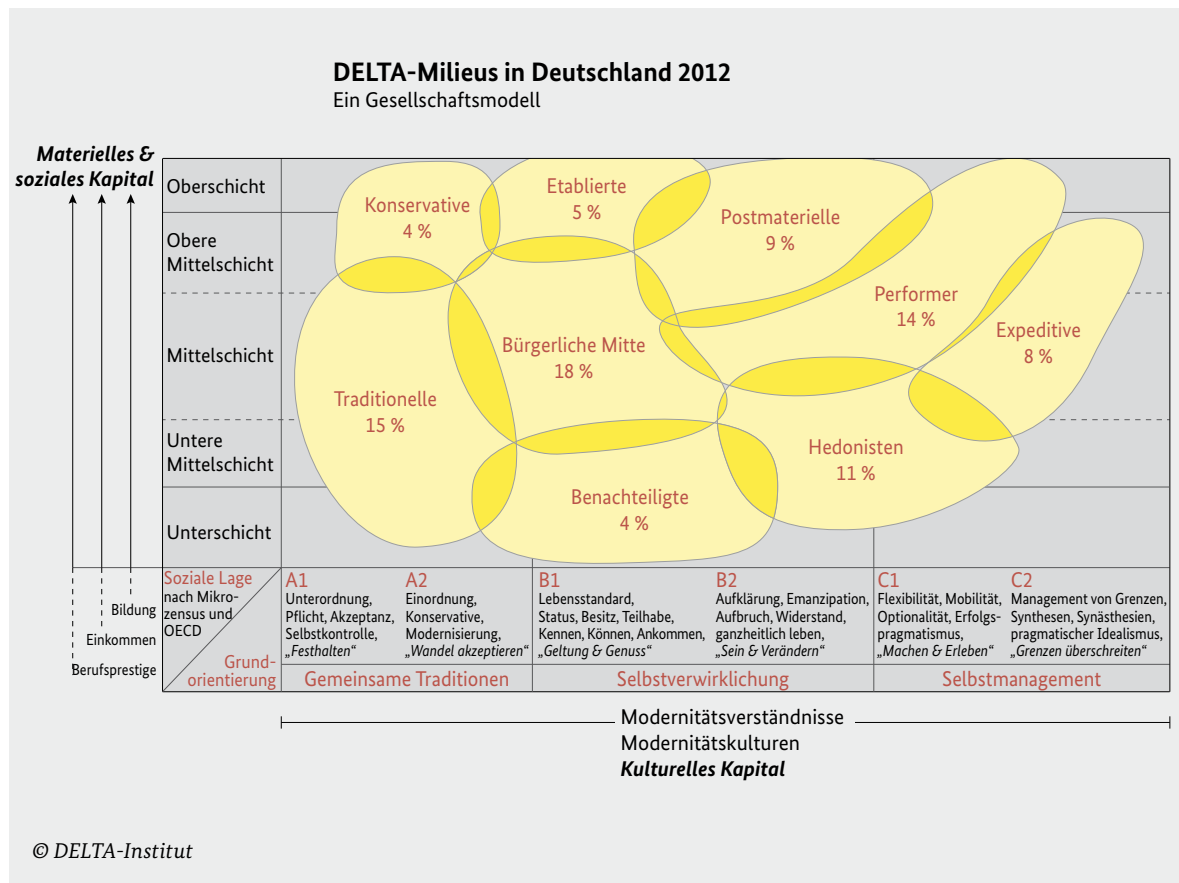 DELTA-Milieus in Deutschland 2012
Ein Gesellschaftsmodell
Materielles &
soziales Kapital
Oberschicht
Obere
Mittelschicht
Mittelschicht
Untere
Mittelschicht
Unterschicht
Konservative
4 %
Etablierte
5 %
Postmaterielle
9 %
Performer
14 %
Expeditive
8 %
Bürgerliche Mitte
18 %
Traditionelle
15 %
Hedonisten
11 %
Benachteiligte
4 %
Bildung
Einkommen
Berufsprestige
Soziale Lage
nach Mikro-
zensus und
OECD
Grund-
orientierung
A1
Unterordnung,
Pflicht, Akzeptanz,
Selbstkontrolle,
„Festhalten“
A2
Einordnung,
Konservative,
Modernisierung,
„Wandel akzeptieren“
B1
Lebensstandard,
Status, Besitz, Teilhabe,
Kennen, Können, Ankommen,
„Geltung & Genuss“
B2
Aufklärung, Emanzipation,
Aufbruch, Widerstand,
ganzheitlich leben,
„Sein & Verändern“
C1
Flexibilität, Mobilität,
Optionalität, Erfolgs-
pragmatismus,
„Machen & Erleben“
C2
Management von Grenzen,
Synthesen, Synästhesien,
pragmatischer Idealismus,
„Grenzen überschreiten“
Gemeinsame Traditionen
Selbstverwirklichung
Selbstmanagement
Modernitätsverständnisse
Modernitätskulturen
Kulturelles Kapital
© DELTA-Institut